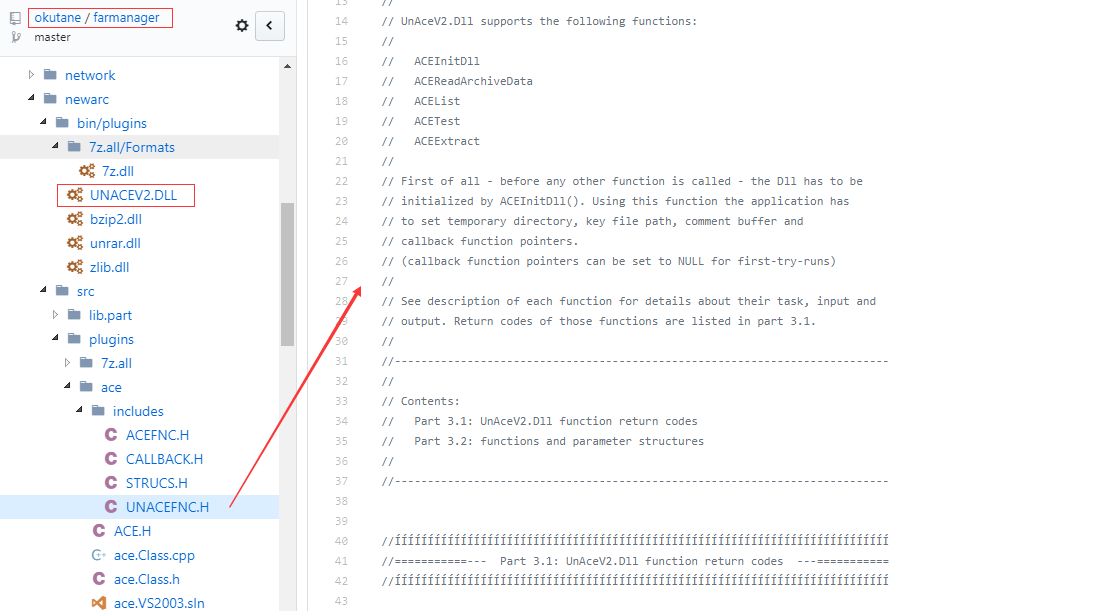 okutane / farmanager
master
network
newarc
bin/plugins
7z.all/Formats
7z.dll
UNACEV2.DLL
bzip2.dll
unrar.dll
zlib.dll
src
lib.part
plugins
7z.all
ace
includes
ACEFNC.H
CALLBACK.H
STRUCS.H
UNACEFNC.H
ACE.H
ace.Class.cpp
ace.Class.h
ace.VS2003.sln
13 //
14 // UnAceV2.Dll supports the following functions:
15 //
16 // ACEInitDll
17 // ACEReadArchiveData
18 // ACEList
19 // ACETest
20 // ACEExtract
21 //
22 // First of all - before any other function is called - the Dll has to be
23 // initialized by ACEInitDll(). Using this function the application has
24 // to set temporary directory, key file path, comment buffer and
25 // callback function pointers.
26 // (callback function pointers can be set to NULL for first-try-runs)
27 //
28 // See description of each function for details about their task, input and
29 // output. Return codes of those functions are listed in part 3.1.
30 //
31 //---------------------------------------------------------------------------
32 //
33 // Contents:
34 // Part 3.1: UnAceV2.Dll function return codes
35 // Part 3.2: functions and parameter structures
36 //
37 //---------------------------------------------------------------------------
38
39
40 //ÍÍÍÍÍÍÍÍÍÍÍÍÍÍÍÍÍÍÍÍÍÍÍÍÍÍÍÍÍÍÍÍÍÍÍÍÍÍÍÍÍÍÍÍÍÍÍÍÍÍÍÍÍÍÍÍÍÍÍÍÍÍÍÍÍÍÍÍÍÍÍÍÍÍÍ
41 //===========--- Part 3.1: UnAceV2.Dll function return codes ---===========
42 //ÍÍÍÍÍÍÍÍÍÍÍÍÍÍÍÍÍÍÍÍÍÍÍÍÍÍÍÍÍÍÍÍÍÍÍÍÍÍÍÍÍÍÍÍÍÍÍÍÍÍÍÍÍÍÍÍÍÍÍÍÍÍÍÍÍÍÍÍÍÍÍÍÍÍÍ
43